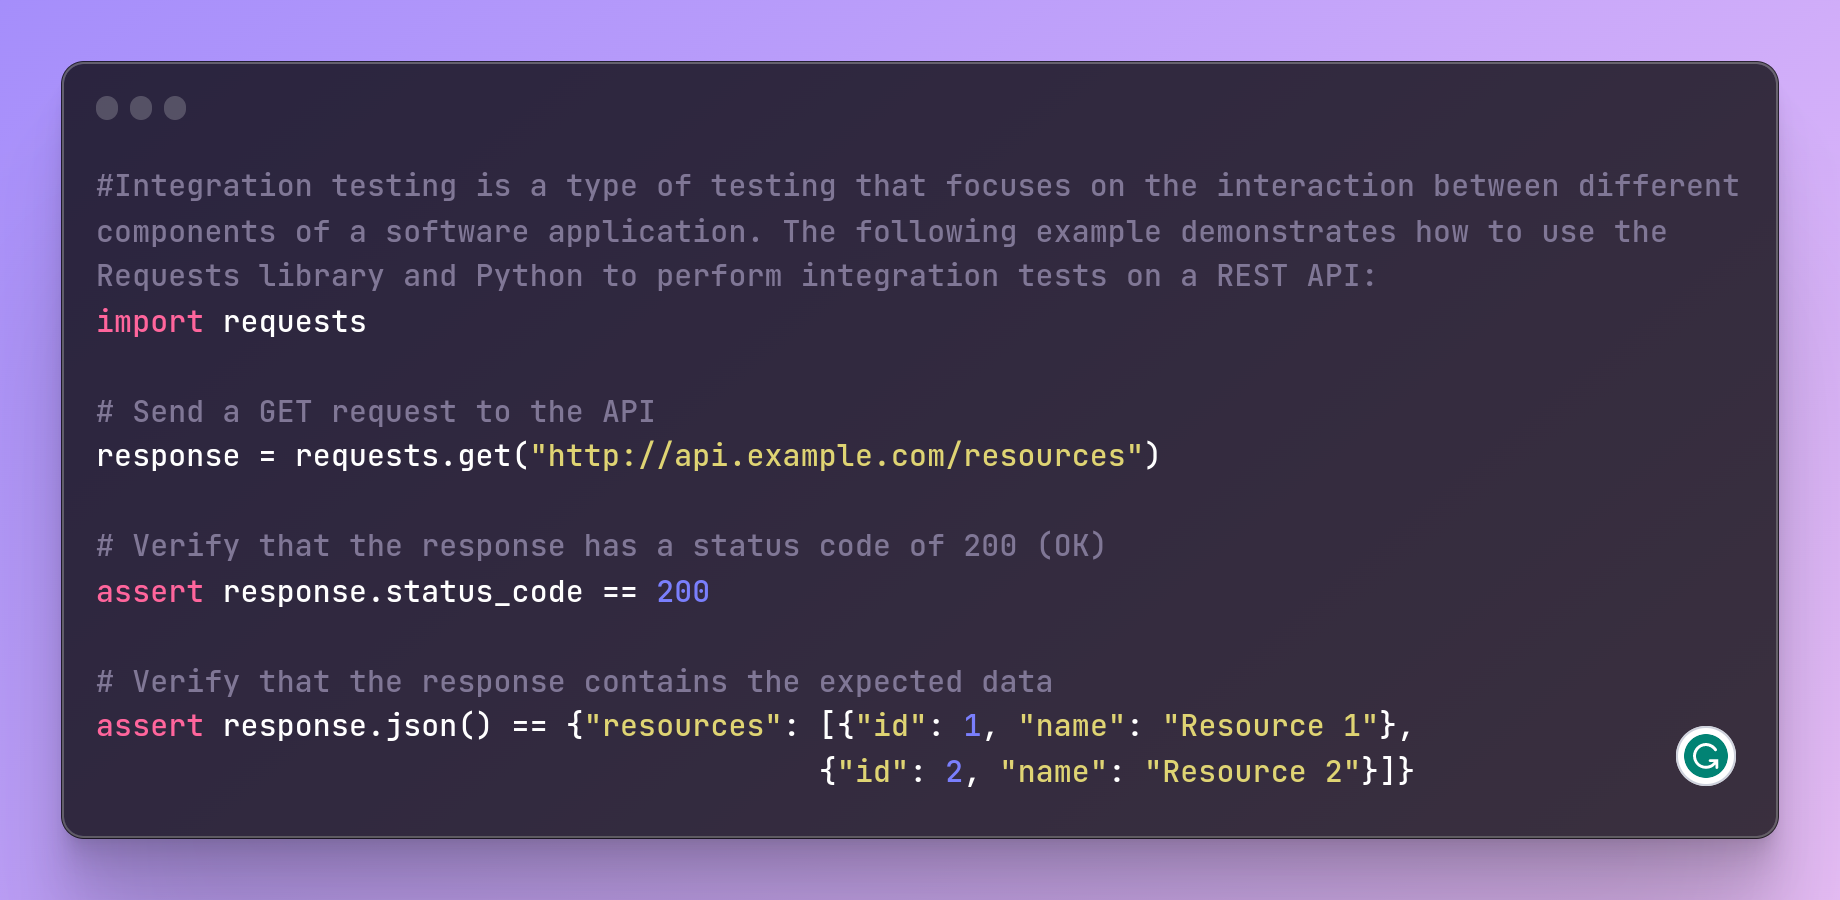 #Integration testing is a type of testing that focuses on the interaction between different
components of a software application. The following example demonstrates how to use the
Requests library and Python to perform integration tests on a REST API:
import requests
# Send a GET request to the API
response = requests.get("http://api.example.com/resources")
# Verify that the response has a status code of 200 (OK)
assert response.status_code == 200
# Verify that the response contains the expected data
assert response.json() == {"resources": [{"id": 1, "name": "Resource 1"},
{"id": 2, "name": "Resource 2"}]}